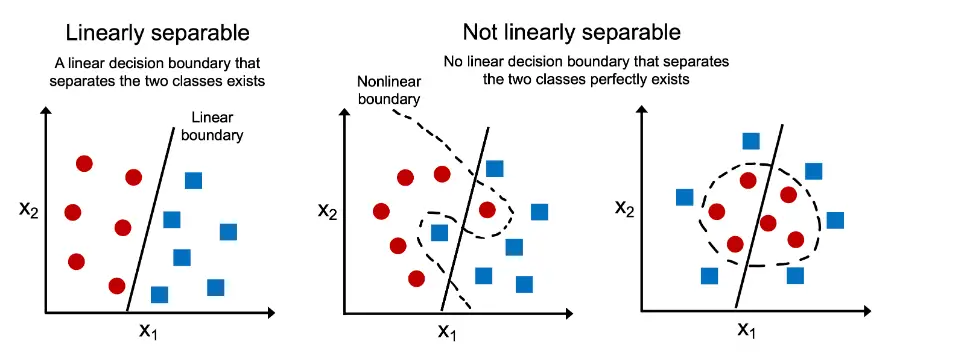 Linearly separable
A linear decision boundary that
separates the two classes exists
Linear
boundary
x2
x1
Not linearly separable
No linear decision boundary that separates
the two classes perfectly exists
Nonlinear
boundary
x2
x1
x2
x1